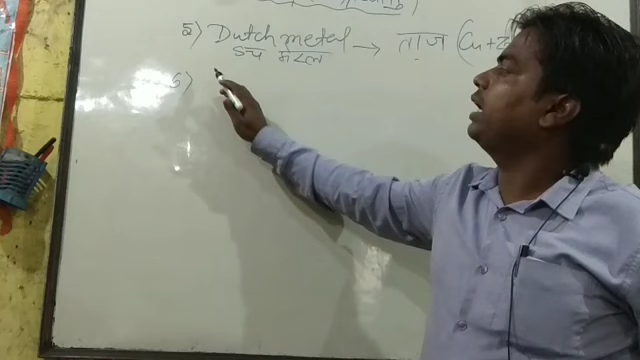 5) Dutch metal → ताज (Cu+Z
डच मेटल
6)